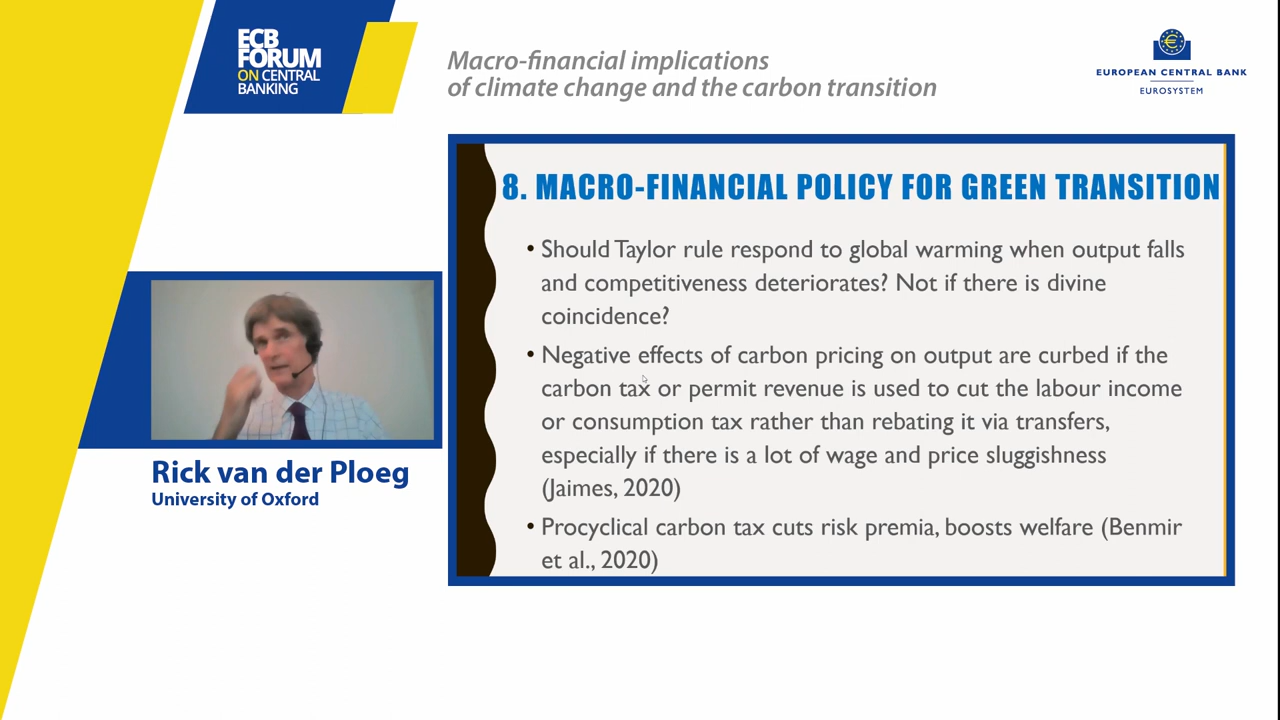 ECB
FORUM
ON CENTRAL
BANKING
Macro-financial implications
of climate change and the carbon transition
EUROPEAN CENTRAL BANK
EUROSYSTEM
8. MACRO-FINANCIAL POLICY FOR GREEN TRANSITION
• Should Taylor rule respond to global warming when output falls
and competitiveness deteriorates? Not if there is divine
coincidence?
• Negative effects of carbon pricing on output are curbed if the
carbon tax or permit revenue is used to cut the labour income
or consumption tax rather than rebating it via transfers,
especially if there is a lot of wage and price sluggishness
(Jaimes, 2020)
• Procyclical carbon tax cuts risk premia, boosts welfare (Benmir
et al., 2020)
Rick van der Ploeg
University of Oxford